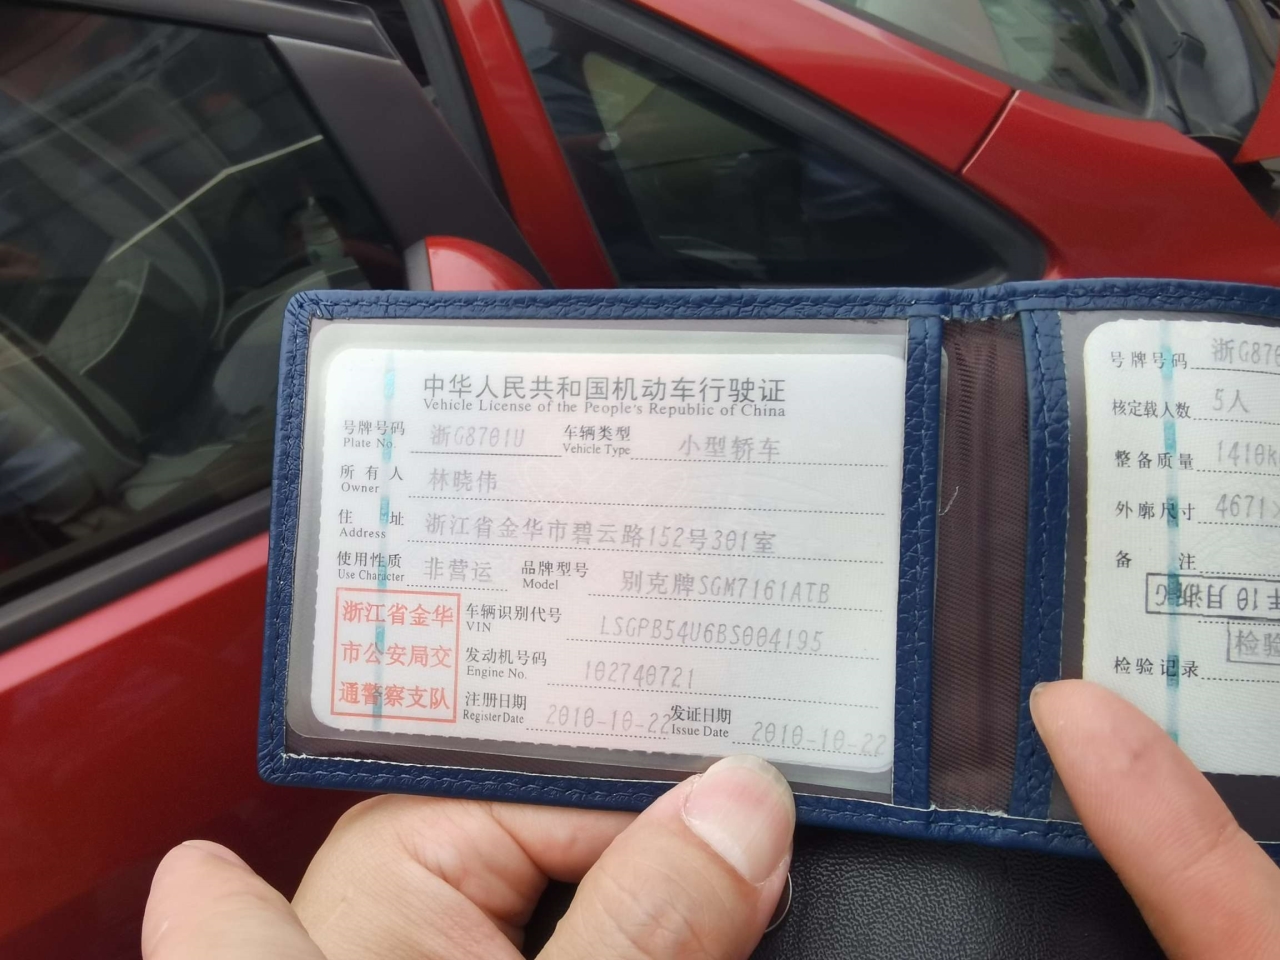 中华人民共和国机动车行驶证
Vehicle License of the People's Republic of China
号牌号码 浙G8701U 车辆类型 小型轿车
Plate No. Vehicle Type
所有人 林晓伟
Owner
住址 浙江省金华市碧云路152号301室
Address
使用性质 非营运 品牌型号 别克牌SGM7161ATB
Use Character Model
浙江省金华
市公安局交
通警察支队
车辆识别代号 LSGPB54U6BS004195
VIN
发动机号码 102740721
Engine No.
注册日期 2010-10-22 发证日期 2010-10-22
Register Date Issue Date
号牌号码 浙G870
核定载人数 5人
整备质量 1410k
外廓尺寸 4671
备注
检验
检验记录